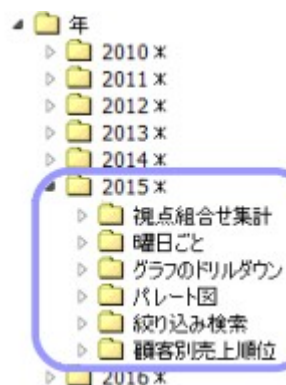 年
2010 *
2011 *
2012 *
2013 *
2014 *
2015 *
視点組合せ集計
曜日ごと
グラフのドリルダウン
パレート図
絞り込み検索
顧客別売上順位
2016 *